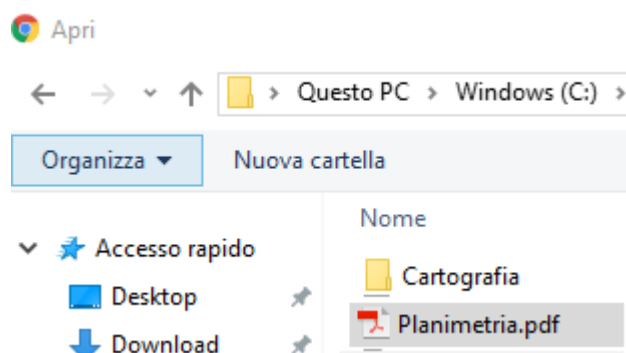 Apri
Questo PC > Windows (C:) >
Organizza Nuova cartella
Nome
Accesso rapido
Cartografia
Desktop
Planimetria.pdf
Download